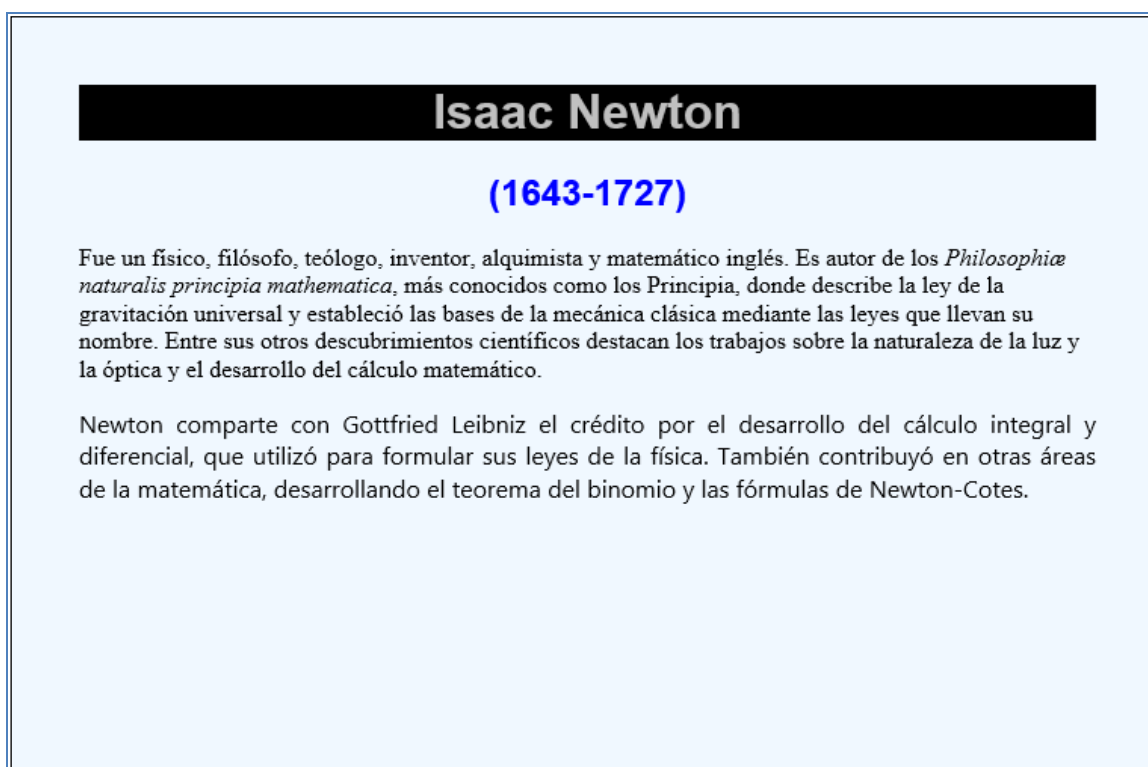 Isaac Newton
(1643-1727)
Fue un físico, filósofo, teólogo, inventor, alquimista y matemático inglés. Es autor de los Philosophiæ
naturalis principia mathematica, más conocidos como los Principia, donde describe la ley de la
gravitación universal y estableció las bases de la mecánica clásica mediante las leyes que llevan su
nombre. Entre sus otros descubrimientos científicos destacan los trabajos sobre la naturaleza de la luz y
la óptica y el desarrollo del cálculo matemático.
Newton comparte con Gottfried Leibniz el crédito por el desarrollo del cálculo integral y
diferencial, que utilizó para formular sus leyes de la física. También contribuyó en otras áreas
de la matemática, desarrollando el teorema del binomio y las fórmulas de Newton-Cotes.